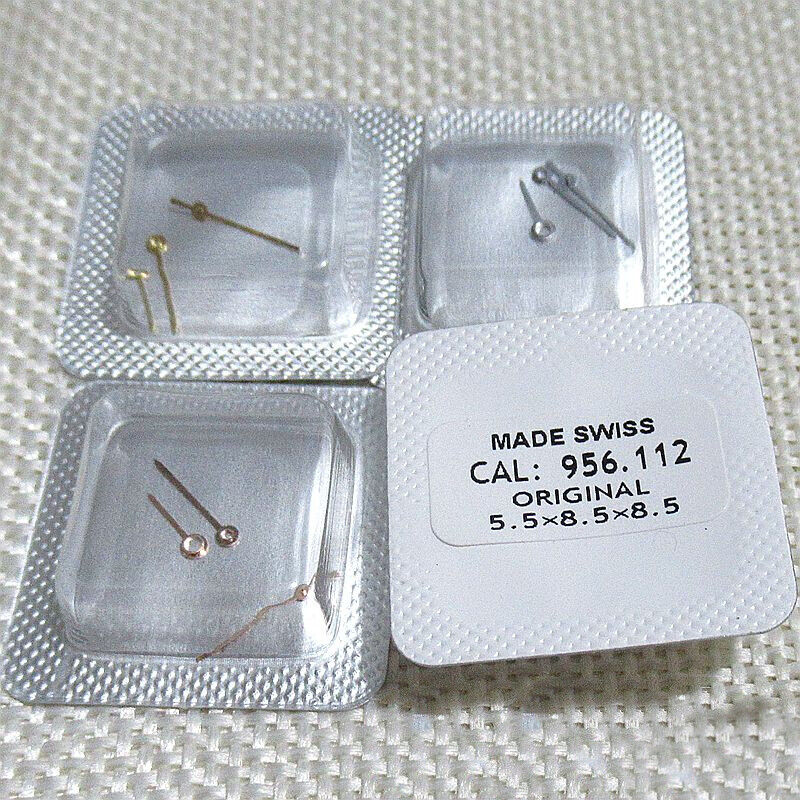 MADE SWISS
CAL: 956.112
ORIGINAL
5.5×8.5×8.5